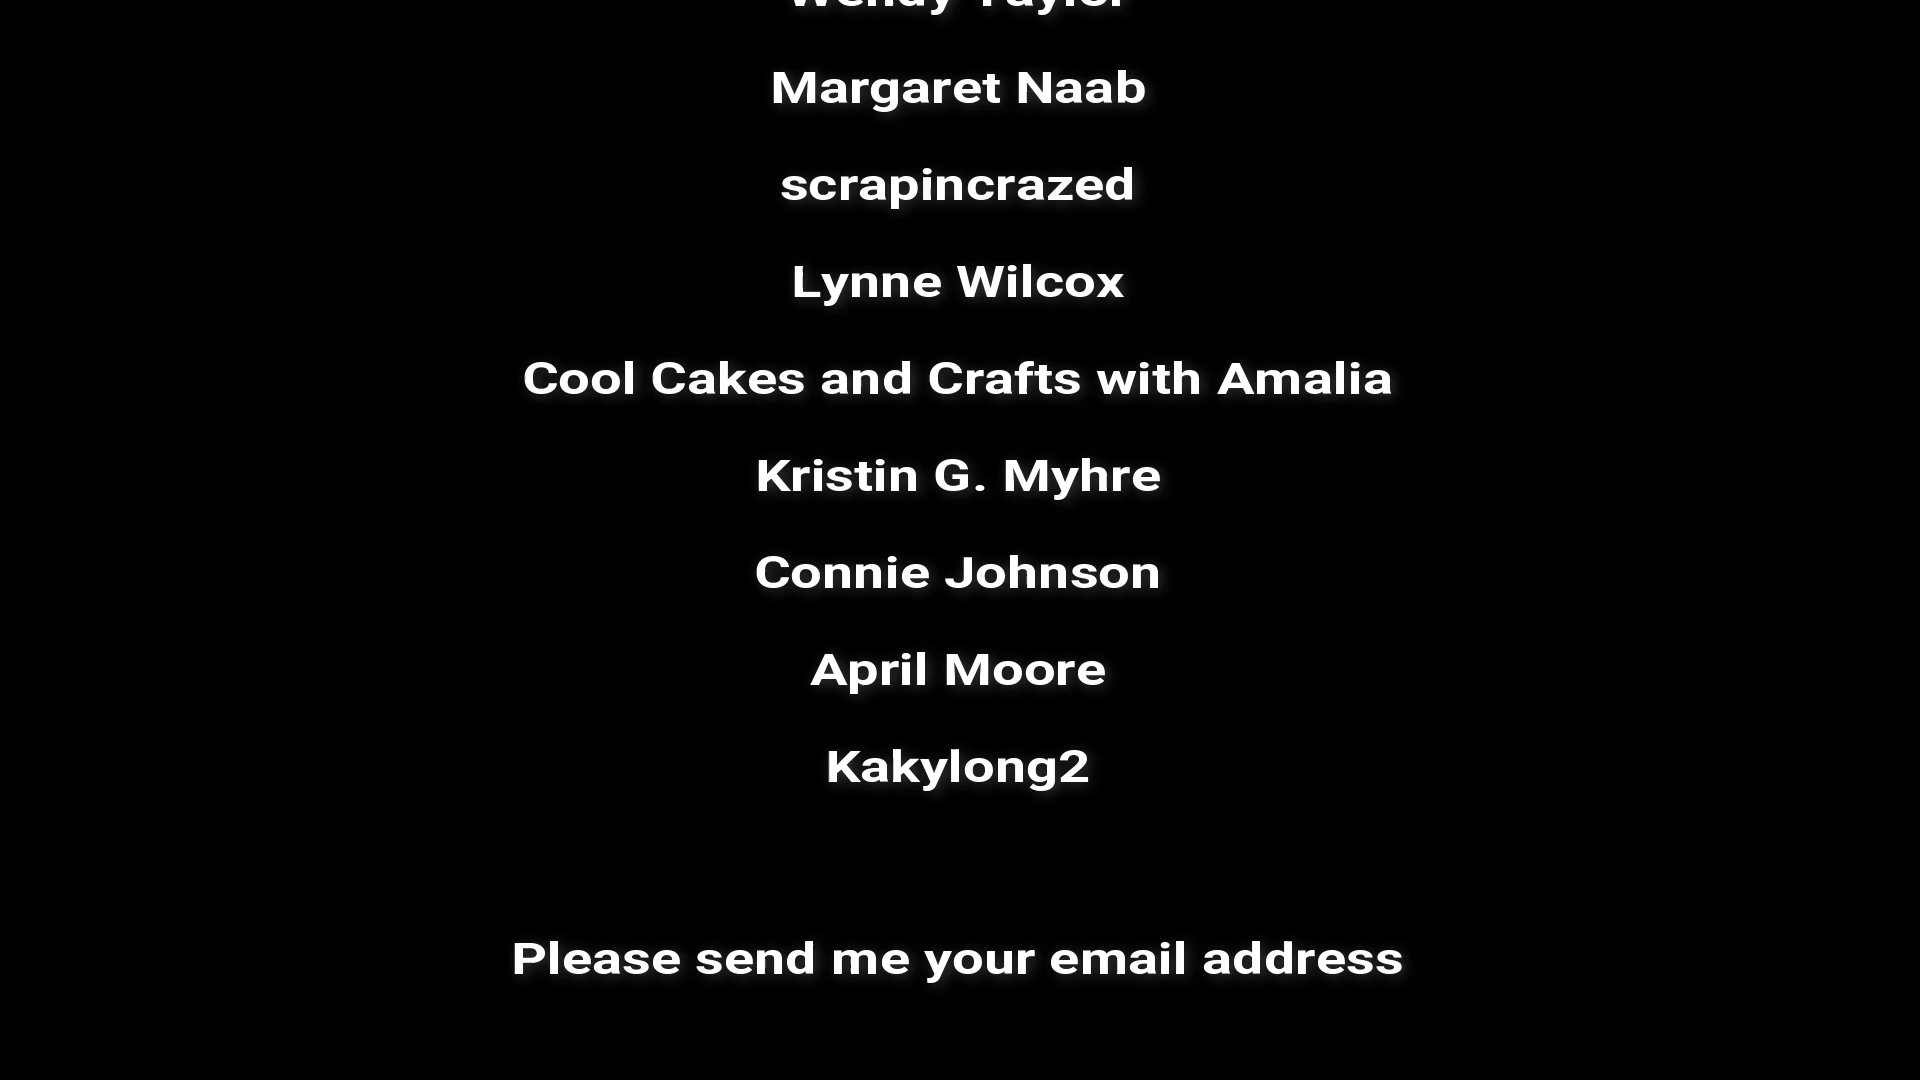 Wendy Taylor
Margaret Naab
scrapincrazed
Lynne Wilcox
Cool Cakes and Crafts with Amalia
Kristin G. Myhre
Connie Johnson
April Moore
Kakylong2
Please send me your email address